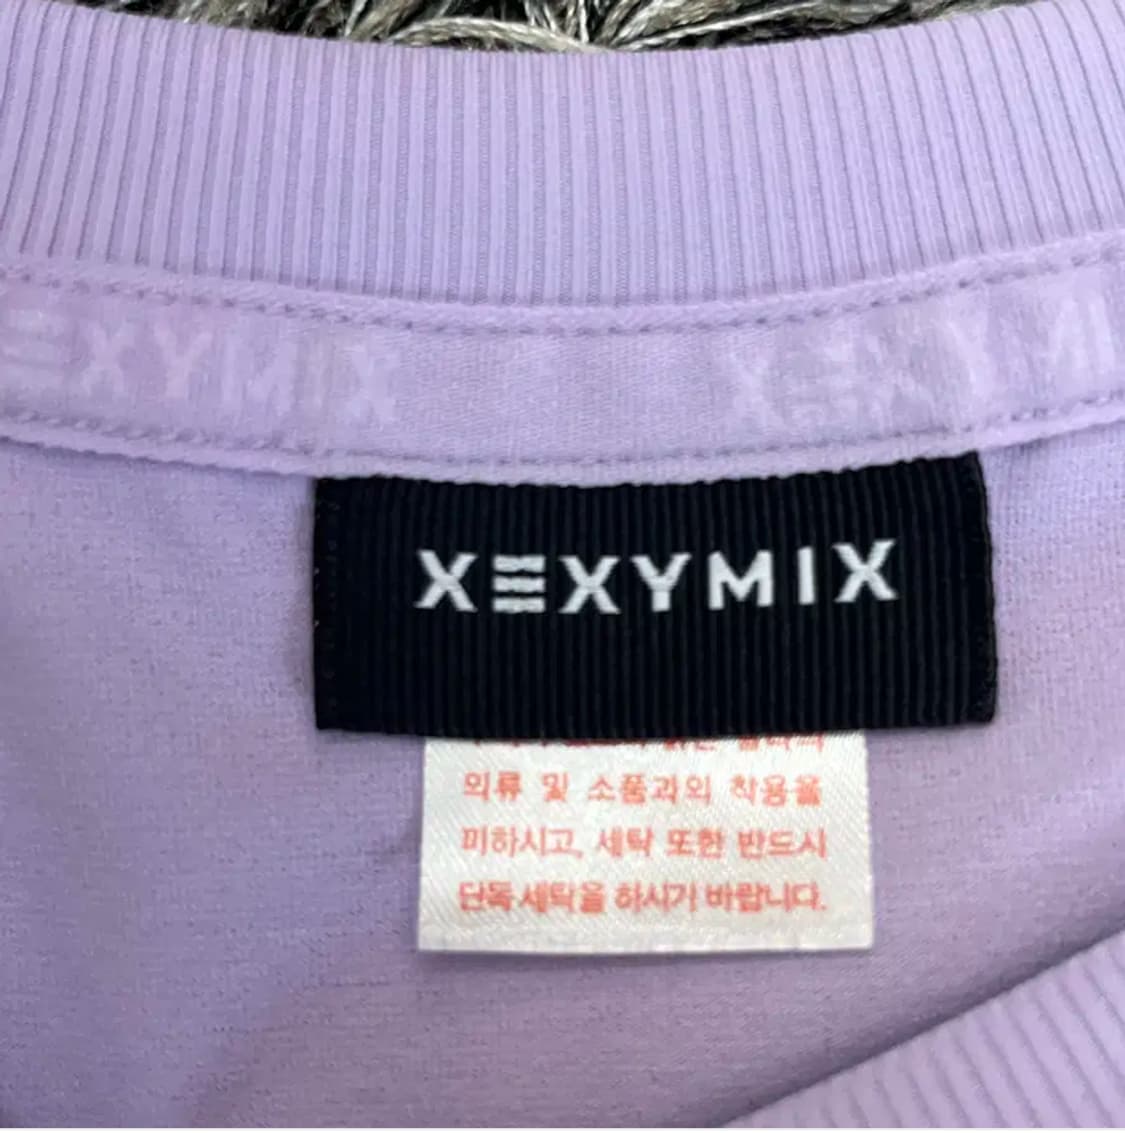 XEXYMIX
XEXYMIX
XEXYMIX
의류 및 소품과의 착용을
피하시고, 세탁 또한 반드시
단독세탁을 하시기 바랍니다.